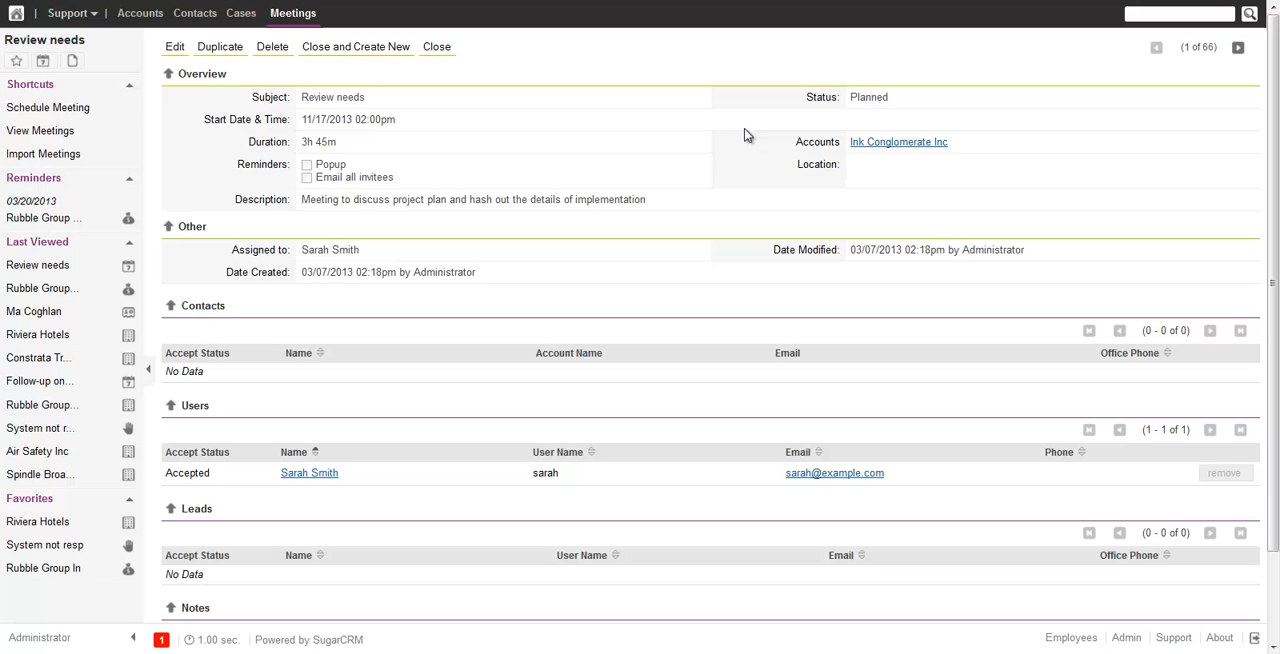 Support Accounts Contacts Cases Meetings
Review needs
Edit Duplicate Delete Close and Create New Close (1 of 66)
Overview
Shortcuts
Schedule Meeting
View Meetings
Import Meetings
Reminders
03/20/2013
Rubble Group ...
Last Viewed
Review needs
Rubble Group...
Ma Coghlan
Riviera Hotels
Constrata Tr...
Follow-up on...
Rubble Group...
System not r...
Air Safety Inc
Spindle Broa...
Favorites
Riviera Hotels
System not resp
Rubble Group In
Subject: Review needs Status: Planned
Start Date & Time: 11/17/2013 02:00pm
Duration: 3h 45m Accounts Ink Conglomerate Inc
Reminders: Popup Location:
Email all invitees
Description: Meeting to discuss project plan and hash out the details of implementation
Other
Assigned to: Sarah Smith Date Modified: 03/07/2013 02:18pm by Administrator
Date Created: 03/07/2013 02:18pm by Administrator
Contacts
(0 - 0 of 0)
Accept Status Name Account Name Email Office Phone
No Data
Users
(1 - 1 of 1)
Accept Status Name User Name Email Phone
Accepted Sarah Smith sarah sarah@example.com remove
Leads
(0 - 0 of 0)
Accept Status Name User Name Email Office Phone
No Data
Notes
Administrator 1 1.00 sec. Powered by SugarCRM Employees Admin Support About